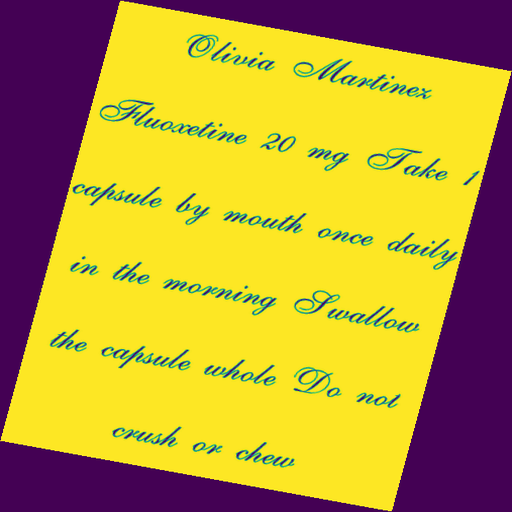 Olivia Martinez
Fluoxetine 20 mg Take 1
capsule by mouth once daily
in the morning Swallow
the capsule whole Do not
crush or chew